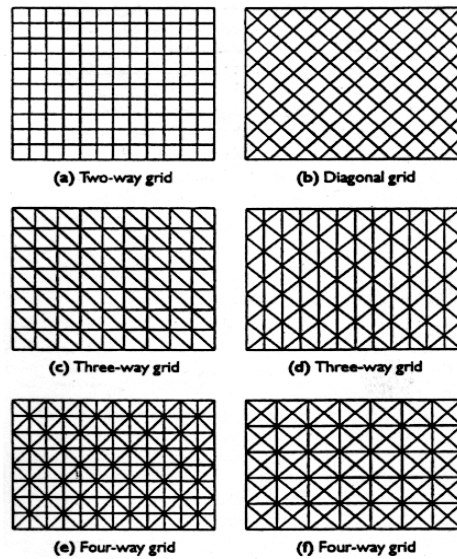 (a) Two-way grid
(b) Diagonal grid
(c) Three-way grid
(d) Three-way grid
(e) Four-way grid
(f) Four-way grid